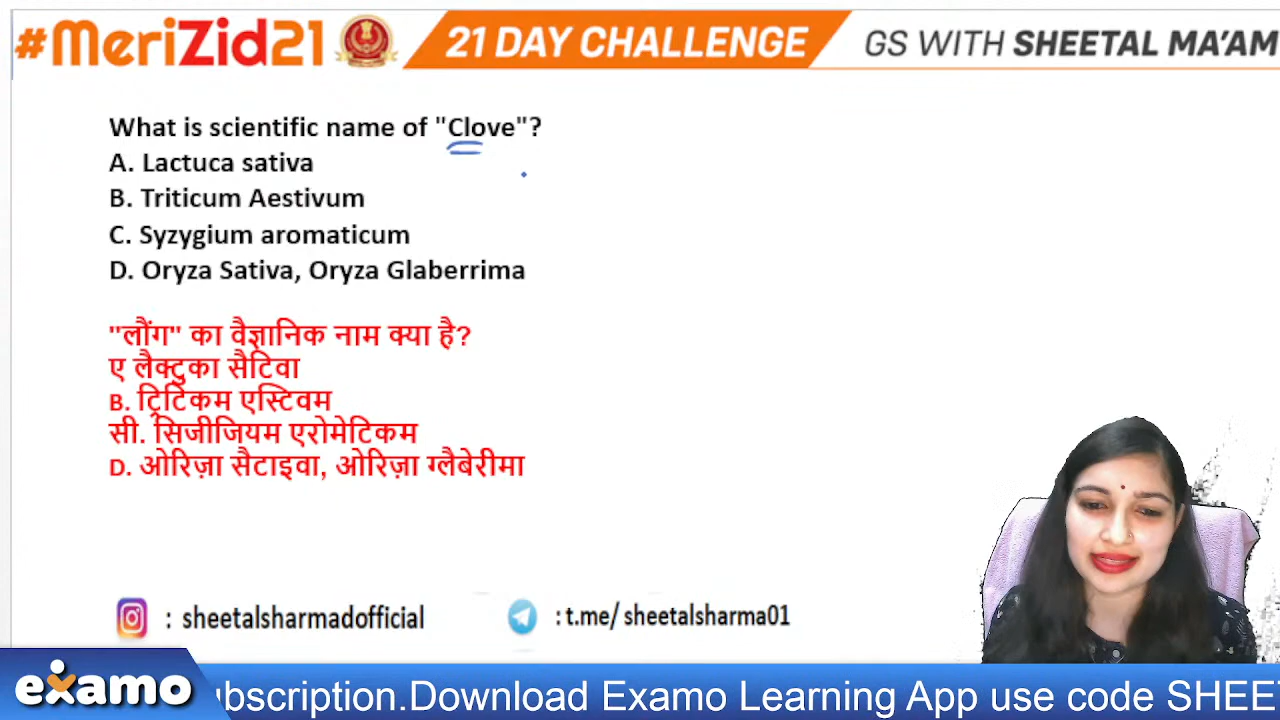 #MeriZid21 21 DAY CHALLENGE GS WITH SHEETAL MA'AM
What is scientific name of "Clove"?
A. Lactuca sativa
B. Triticum Aestivum
C. Syzygium aromaticum
D. Oryza Sativa, Oryza Glaberrima
"लौंग" का वैज्ञानिक नाम क्या है?
ए लैक्टुका सैटिवा
B. ट्रिटिकम एस्टिवम
सी. सिजीजियम एरोमेटिकम
D. ओरिज़ा सैटाइवा, ओरिज़ा ग्लैबेरीमा
: sheetalsharmadofficial : t.me/ sheetalsharma01
examo ubscription.Download Examo Learning App use code SHEE